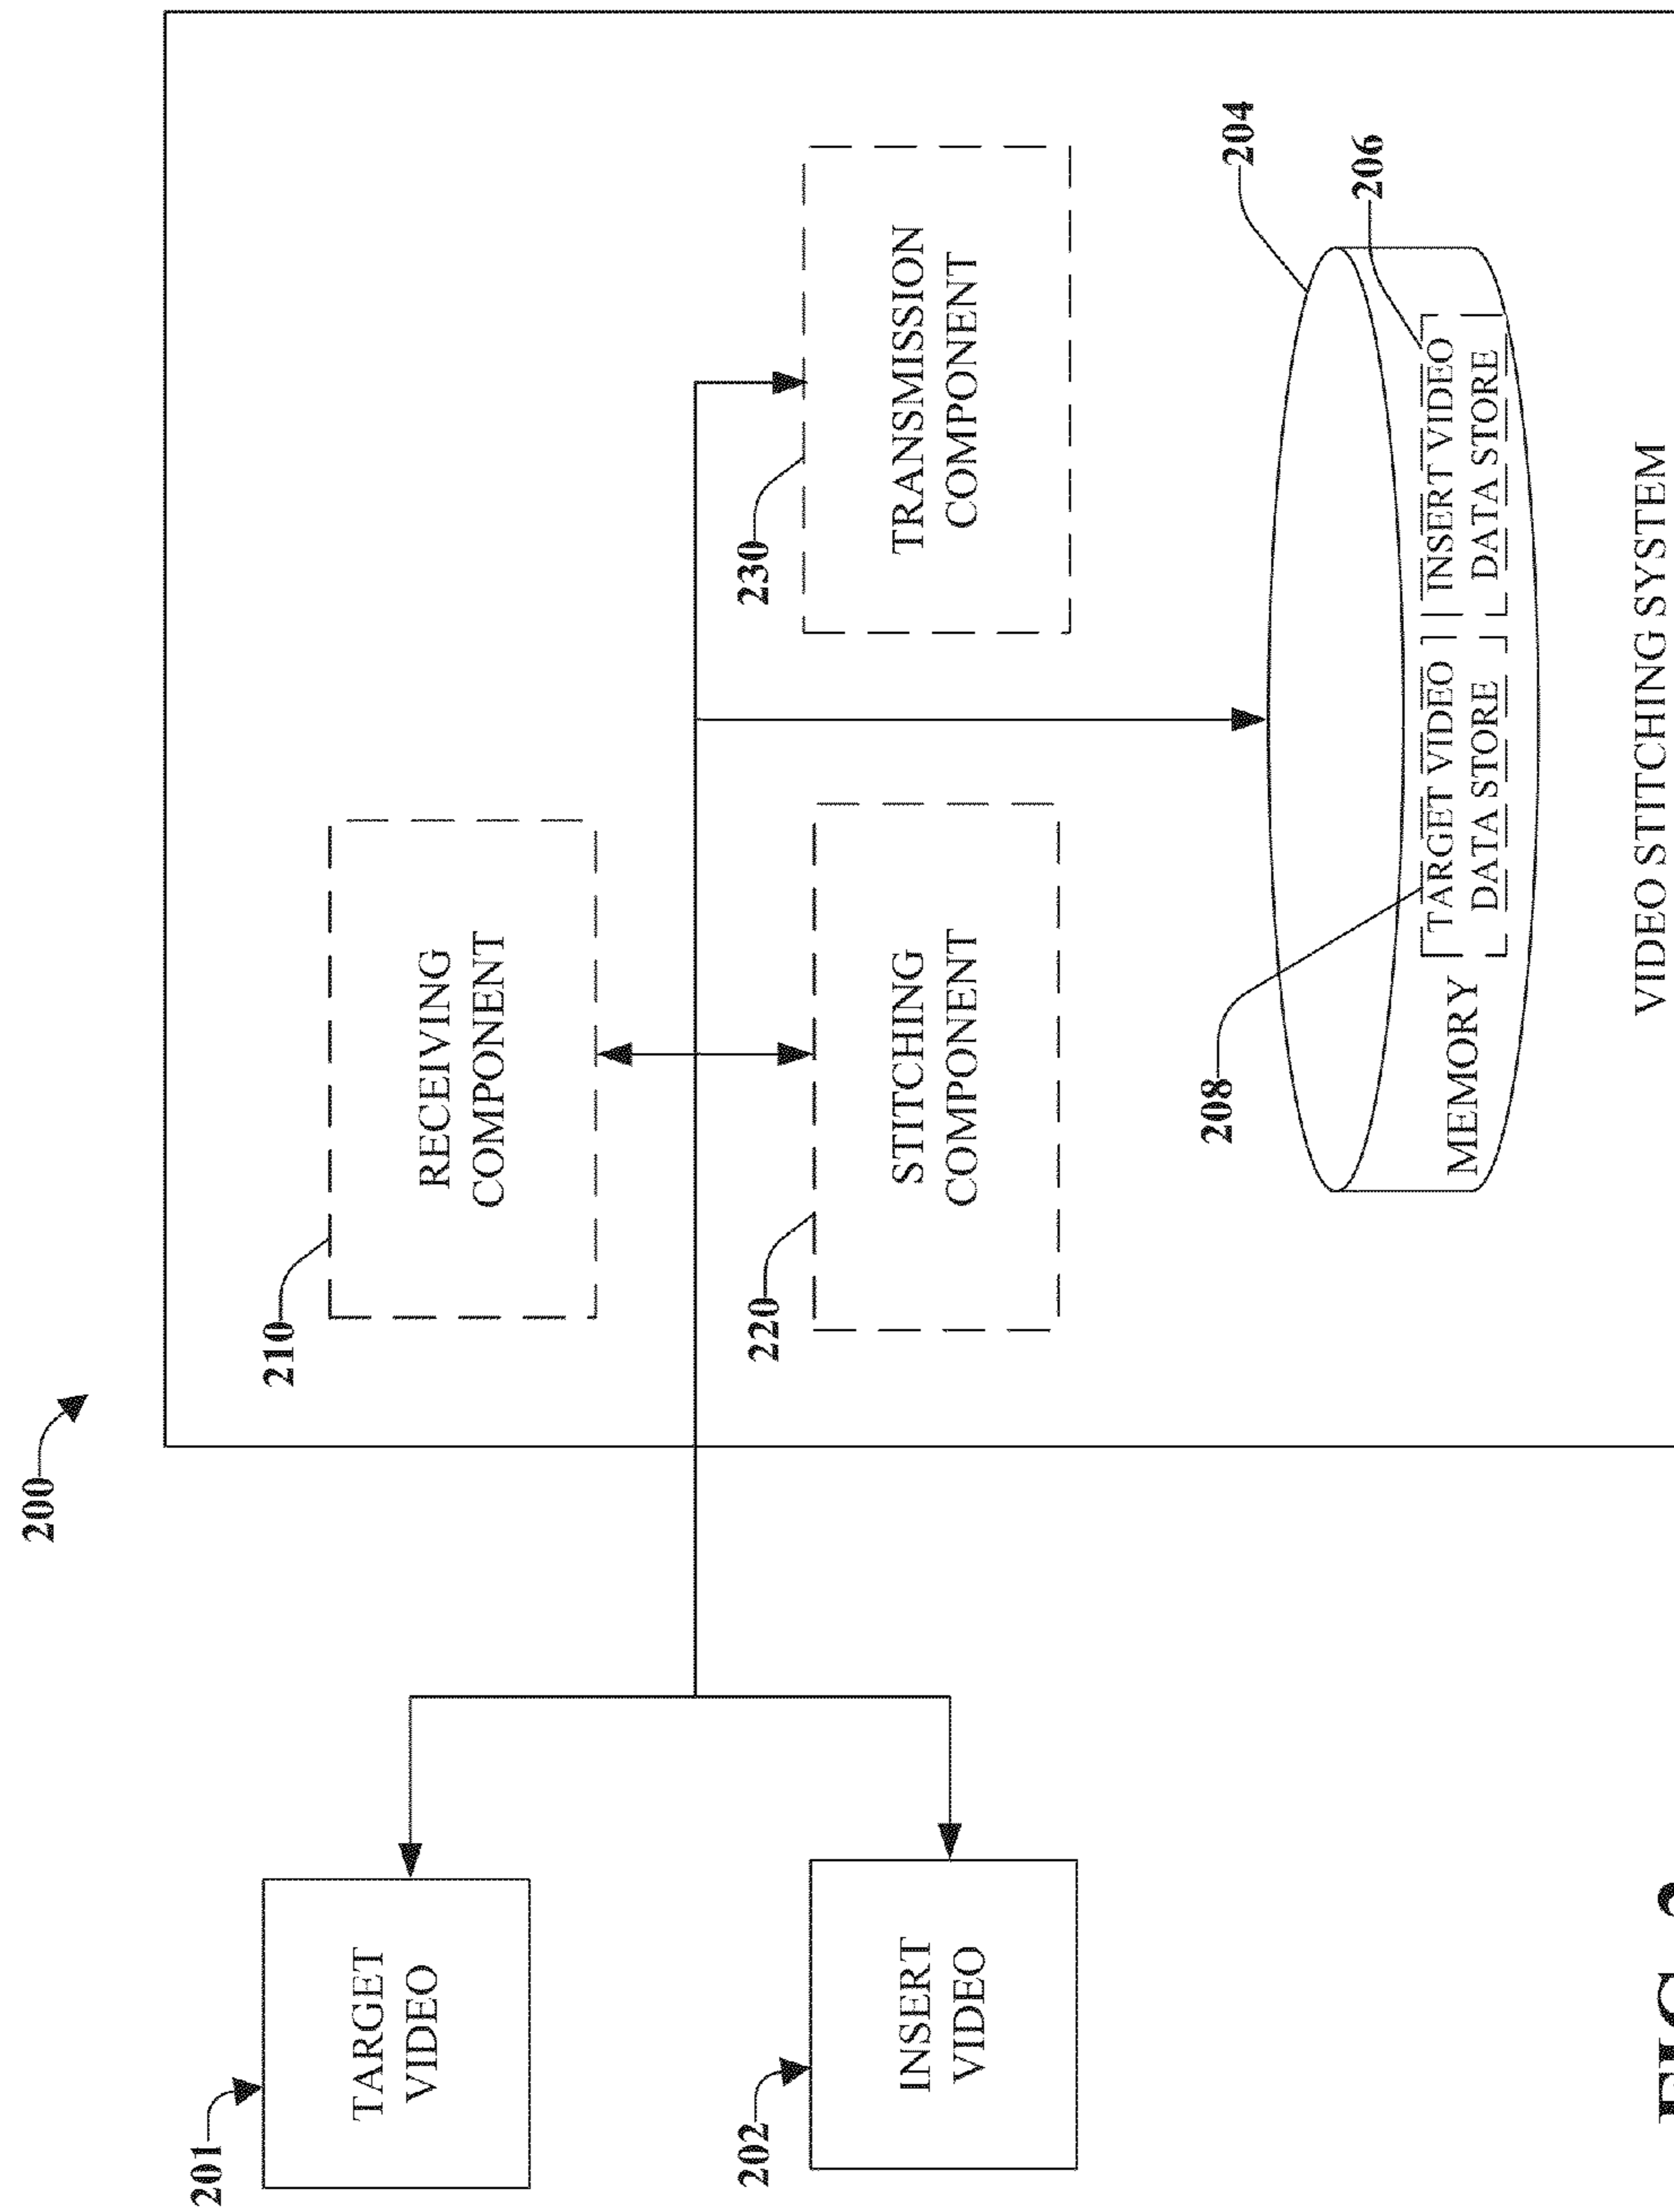 200
201
TARGET
VIDEO
202
INSERT
VIDEO
210
RECEIVING
COMPONENT
220
STITCHING
COMPONENT
230
TRANSMISSION
COMPONENT
204
206
208
MEMORY
TARGET VIDEO
DATA STORE
INSERT VIDEO
DATA STORE
VIDEO STITCHING SYSTEM